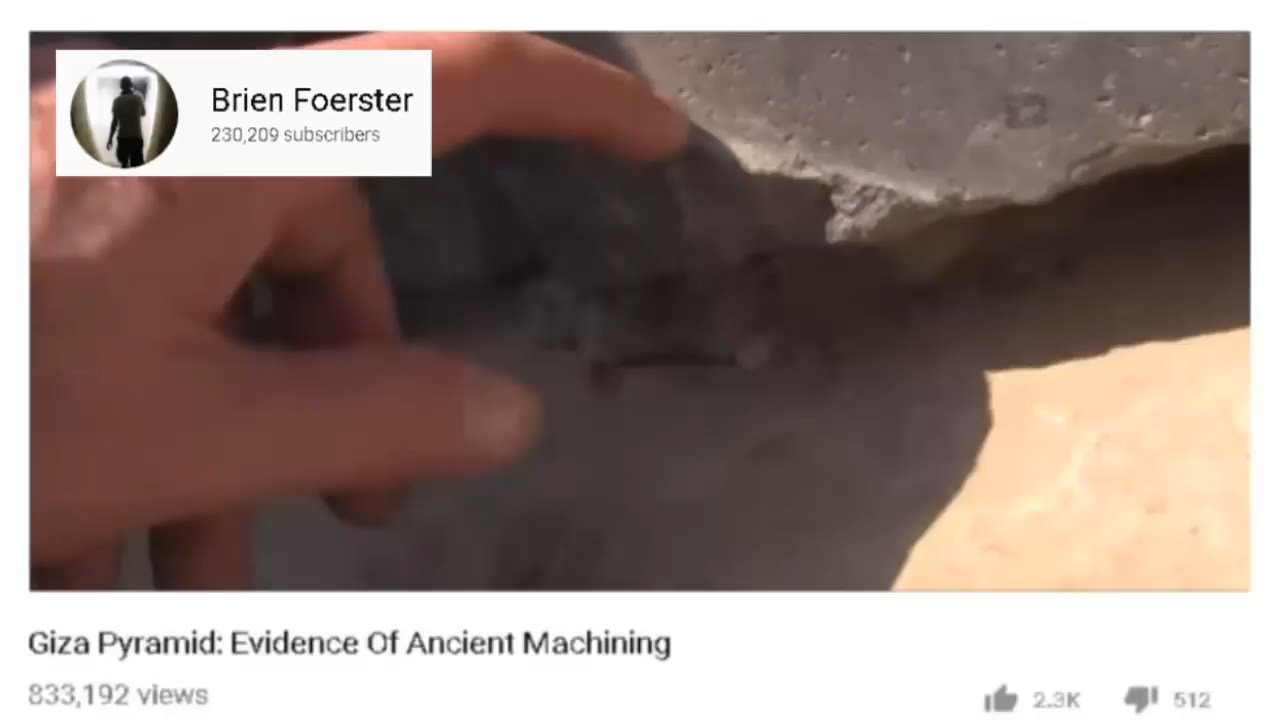 Brien Foerster
230,209 subscribers
Giza Pyramid: Evidence Of Ancient Machining
833,192 views
2.3K
512